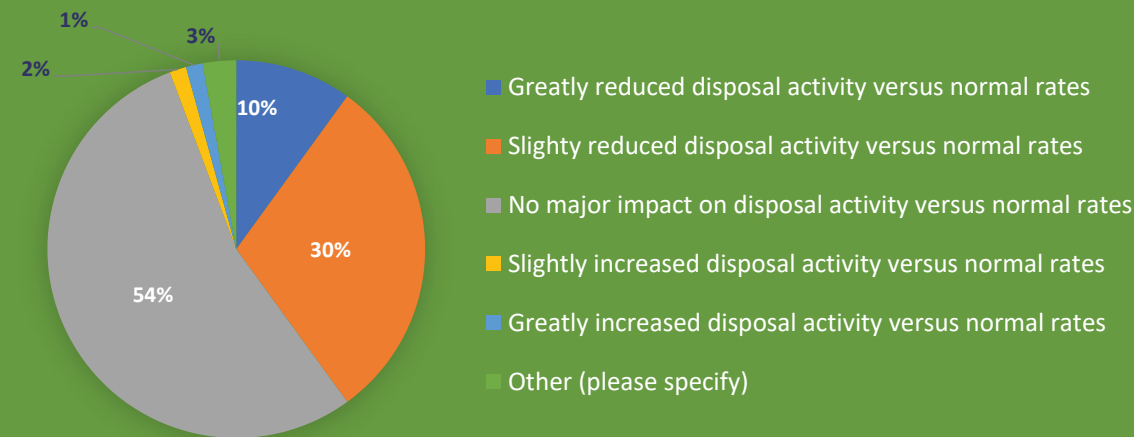 1%
3%
2%
10%
30%
54%
Greatly reduced disposal activity versus normal rates
Slighty reduced disposal activity versus normal rates
No major impact on disposal activity versus normal rates
Slightly increased disposal activity versus normal rates
Greatly increased disposal activity versus normal rates
Other (please specify)